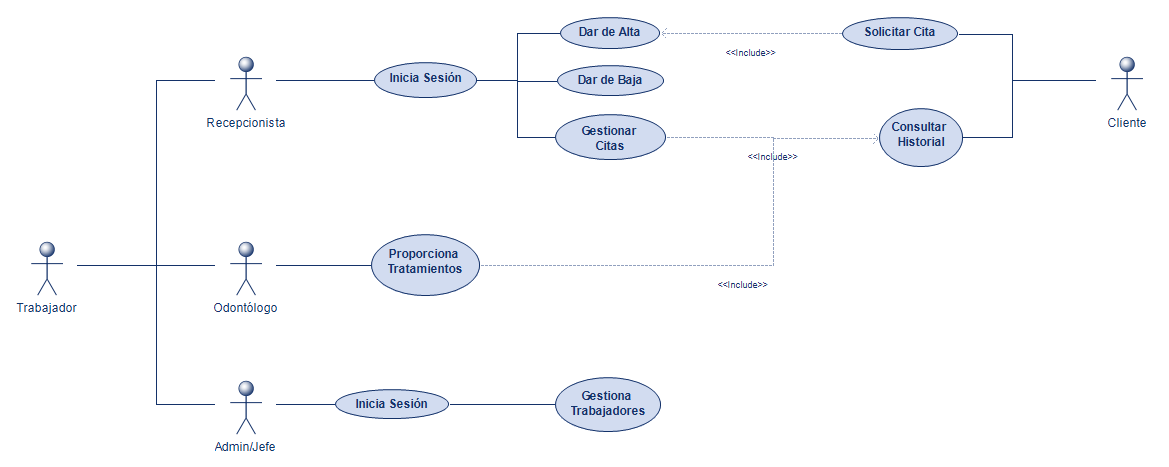 Dar de Alta
Solicitar Cita
<<Include>>
Inicia Sesión
Dar de Baja
Recepcionista
Cliente
Gestionar
Citas
Consultar
Historial
<<Include>>
Proporciona
Tratamientos
<<Include>>
Trabajador
Odontólogo
Inicia Sesión
Gestiona
Trabajadores
Admin/Jefe